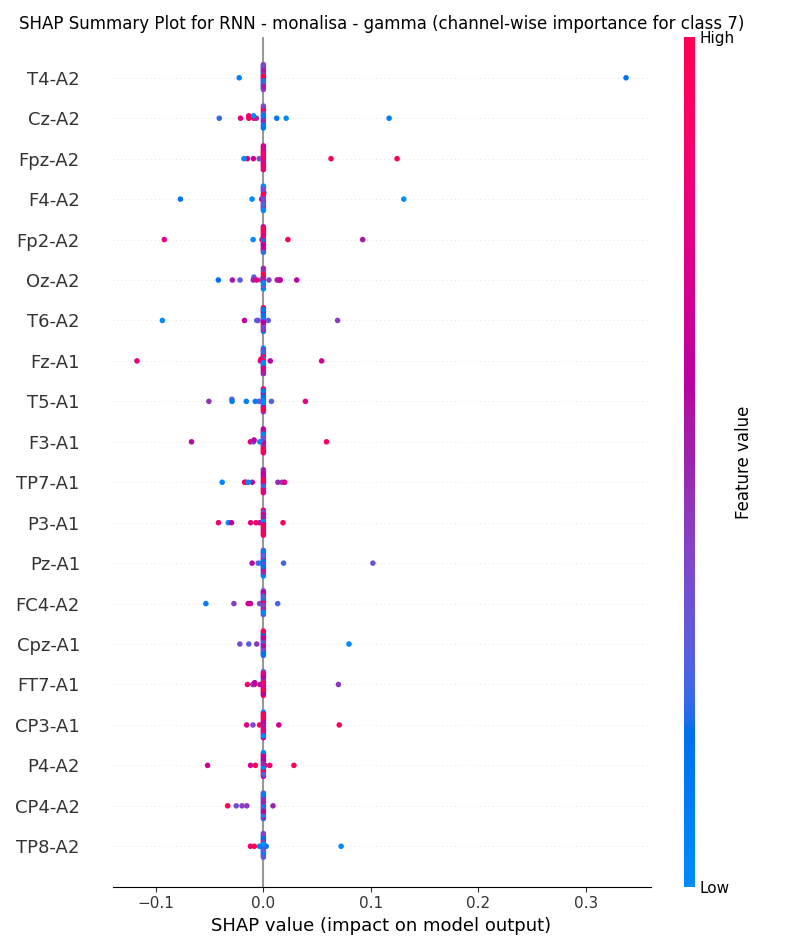 SHAP Summary Plot for RNN - monalisa - gamma (channel-wise importance for class 7)
High
T4-A2
Cz-A2
Fpz-A2
F4-A2
Fp2-A2
Oz-A2
T6-A2
Fz-A1
T5-A1
F3-A1
TP7-A1
P3-A1
Pz-A1
FC4-A2
Cpz-A1
FT7-A1
CP3-A1
P4-A2
CP4-A2
TP8-A2
Feature value
Low
−0.1 0.0 0.1 0.2 0.3
SHAP value (impact on model output)